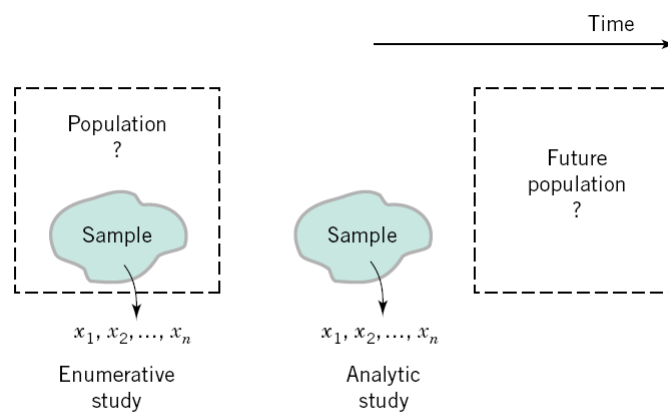 Time
Population
?
Sample
x1, x2,..., xn
Enumerative
study
Sample
x1, x2,..., xn
Analytic
study
Future
population
?